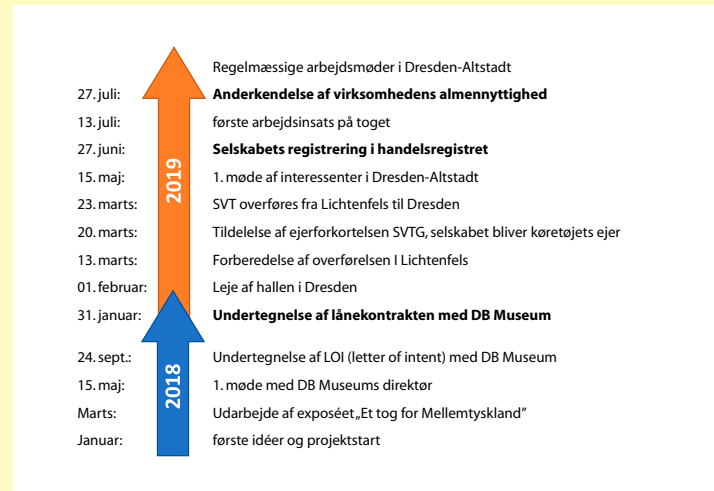 Regelmæssige arbejdsmøder i Dresden-Altstadt
27. juli: Anderkendelse af virksomhedens almennyttighed
13. juli: første arbejdsinsats på toget
27. juni: Selskabets registrering i handelsregistret
15. maj: 1. møde af interessenter i Dresden-Altstadt
23. marts: SVT overføres fra Lichtenfels til Dresden
20. marts: Tildelelse af ejerforkortelsen SVTG, selskabet bliver køretøjets ejer
13. marts: Forberedelse af overførelsen I Lichtenfels
01. februar: Leje af hallen i Dresden
31. januar: Undertegnelse af lånekontrakten med DB Museum
2019
24. sept.: Undertegnelse af LOI (letter of intent) med DB Museum
15. maj: 1. møde med DB Museums direktør
Marts: Udarbejde af exposéet „Et tog for Mellemtyskland”
Januar: første idéer og projektstart
2018